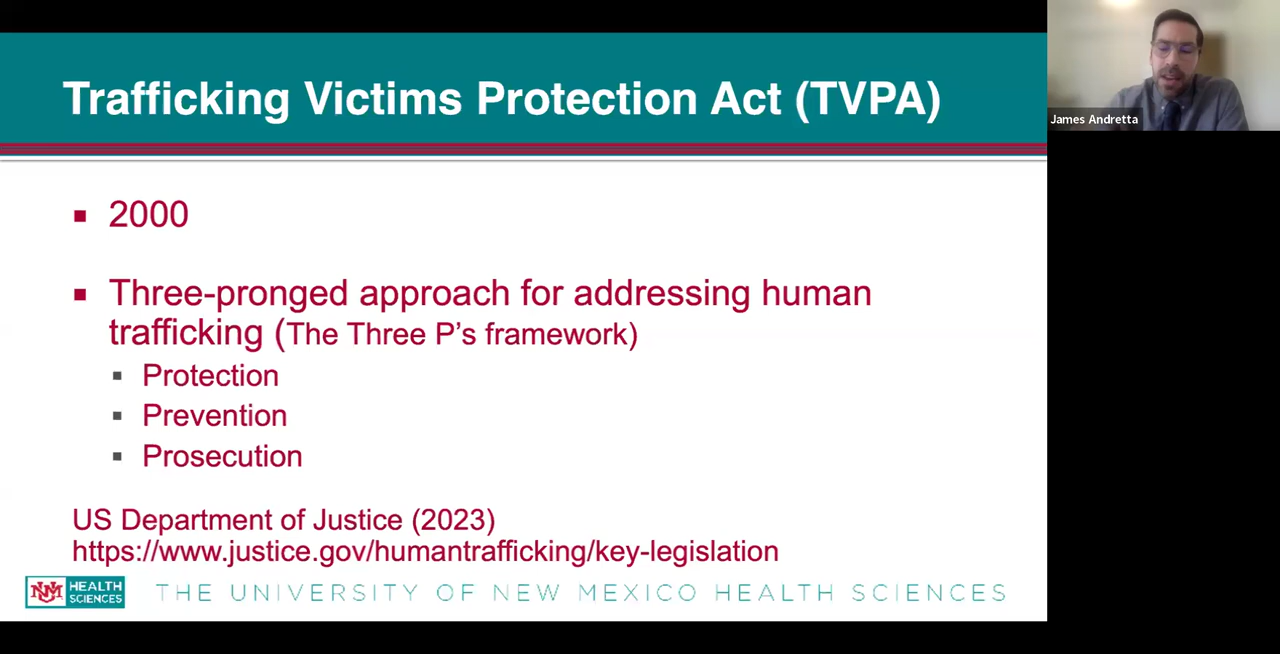 Trafficking Victims Protection Act (TVPA)
James Andretta
▪ 2000
▪ Three-pronged approach for addressing human
trafficking (The Three P's framework)
▪ Protection
▪ Prevention
▪ Prosecution
US Department of Justice (2023)
https://www.justice.gov/humantrafficking/key-legislation
UNM HEALTH
SCIENCES
THE UNIVERSITY OF NEW MEXICO HEALTH SCIENCES